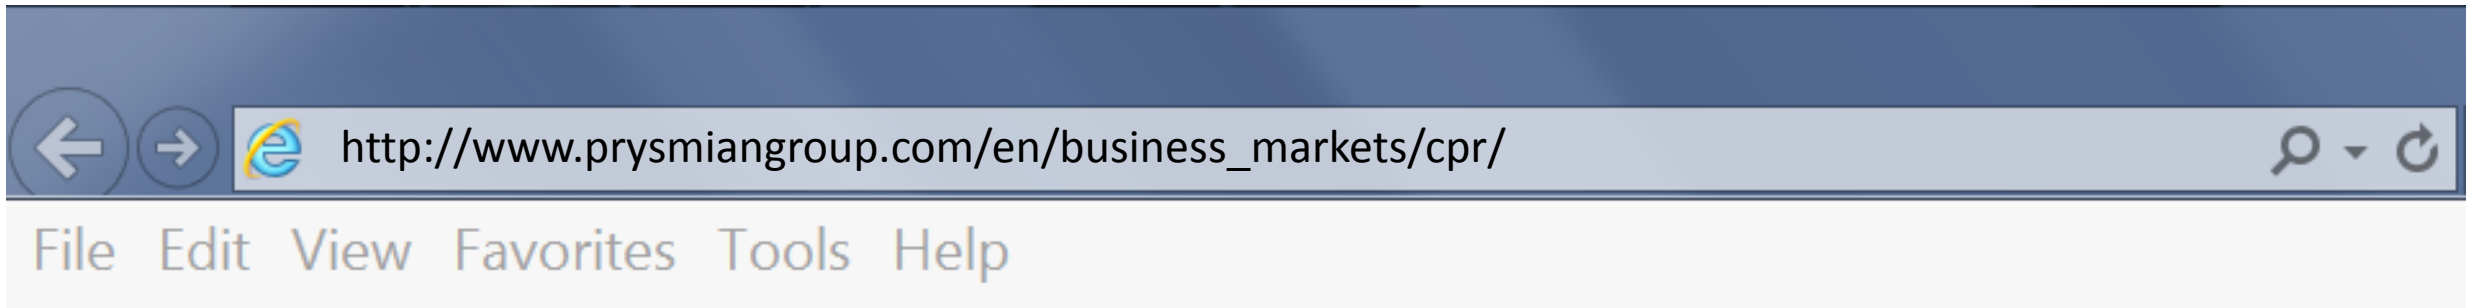 http://www.prysmiangroup.com/en/business_markets/cpr/
File Edit View Favorites Tools Help